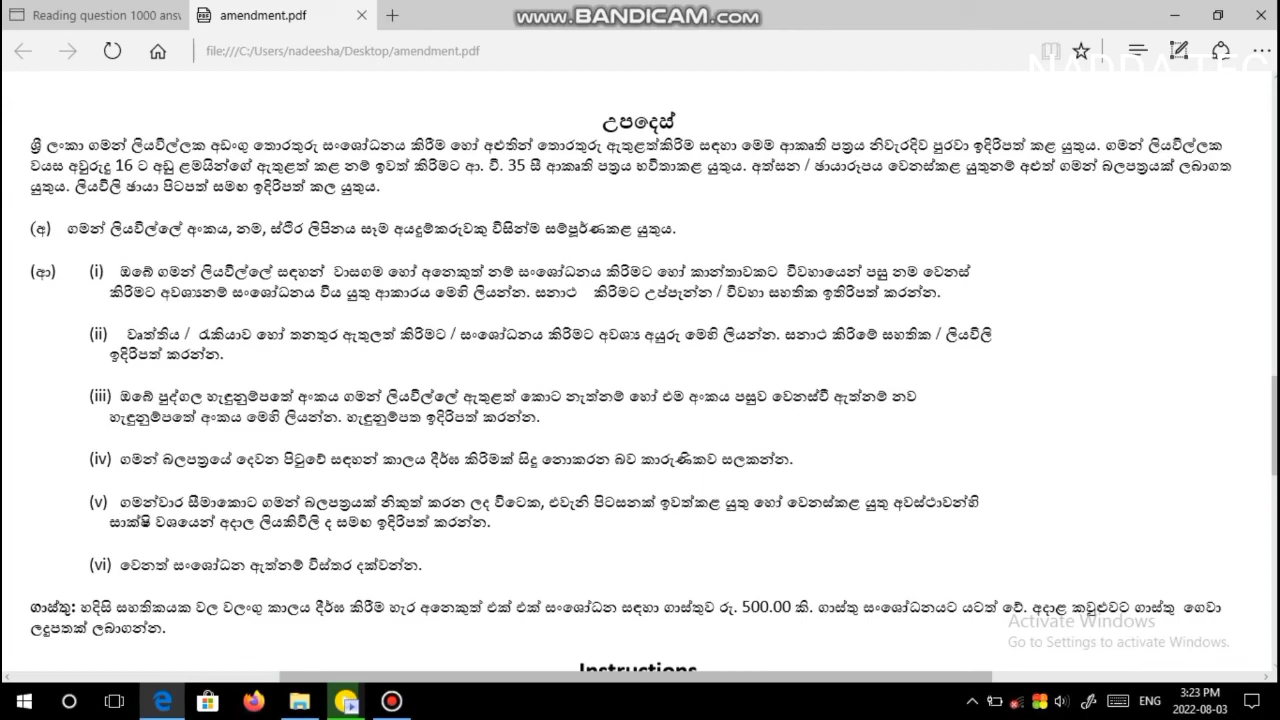 Reading question 1000 answ
amendment.pdf
www.BANDICAM.com
file:///C:/Users/nadeesha/Desktop/amendment.pdf
උපදෙස්
ශ්‍රී ලංකා ගමන් ලියවිල්ලක අඩංගු තොරතුරු සංශෝධනය කිරීම හෝ අළුතින් තොරතුරු ඇතුළත්කිරිම සඳහා මෙම ආකෘති පත්‍රය නිවැරදිව පුරවා ඉදිරිපත් කළ යුතුය. ගමන් ලියවිල්ලක
වයස අවුරුදු 16 ට අඩු ළමයින්ගේ ඇතුළත් කළ නම් ඉවත් කිරිමට ආ. වි. 35 සී ආකෘති පත්‍රය භවිතාකළ යුතුය. අත්සන / ඡායාරූපය වෙනස්කළ යුතුනම් අළුත් ගමන් බලපත්‍රයක් ලබාගත
යුතුය. ලියවිලි ඡායා පිටපත් සමඟ ඉදිරිපත් කල යුතුය.
(අ) ගමන් ලියවිල්ලේ අංකය, නම, ස්ථිර ලිපිනය සෑම අයදුම්කරුවකු විසින්ම සම්පූර්ණකළ යුතුය.
(ආ) (i) ඔබේ ගමන් ලියවිල්ලේ සඳහන් වාසගම හෝ අනෙකුත් නම් සංශෝධනය කිරිමට හෝ කාන්තාවකට විවාහයෙන් පසු නම වෙනස්
කිරිමට අවශ්‍යනම් සංශෝධනය විය යුතු ආකාරය මෙහි ලියන්න. සනාථ කිරිමට උප්පැන්න / විවහා සහතික ඉතිරිපත් කරන්න.
(ii) වෘත්තිය / රැකියාව හෝ තනතුර ඇතුලත් කිරිමට / සංශෝධනය කිරිමට අවශ්‍ය අයුරු මෙහි ලියන්න. සනාථ කිරිමේ සහතික / ලියවිලි
ඉදිරිපත් කරන්න.
(iii) ඔබේ පුද්ගල හැඳුනුම්පතේ අංකය ගමන් ලියවිල්ලේ ඇතුළත් කොට නැත්නම් හෝ එම අංකය පසුව වෙනස්වී ඇත්නම් නව
හැඳුනුම්පතේ අංකය මෙහි ලියන්න. හැඳුනුම්පත ඉදිරිපත් කරන්න.
(iv) ගමන් බලපත්‍රයේ දෙවන පිටුවේ සඳහන් කාලය දීර්ඝ කිරිමක් සිදු නොකරන බව කාරුණිකව සලකන්න.
(v) ගමන්වාර සීමාකොට ගමන් බලපත්‍රයක් නිකුත් කරන ලද විටෙක, එවැනි පිටසනක් ඉවත්කළ යුතු හෝ වෙනස්කළ යුතු අවස්ථාවන්හි
සාක්ෂි වශයෙන් අදාල ලියකිවිලි ද සමඟ ඉදිරිපත් කරන්න.
(vi) වෙනත් සංශෝධන ඇත්නම් විස්තර දක්වන්න.
ගාස්තු: හදිසි සහතිකයක වල වලංගු කාලය දීර්ඝ කිරීම හැර අනෙකුත් එක් එක් සංශෝධන සඳහා ගාස්තුව රු. 500.00 කි. ගාස්තු සංශෝධනයට යටත් වේ. අදාළ කවුළුවට ගාස්තු ගෙවා
ලදුපතක් ලබාගන්න.
Activate Windows
Go to Settings to activate Windows.
Instructions
ENG
3:23 PM
2022-08-03